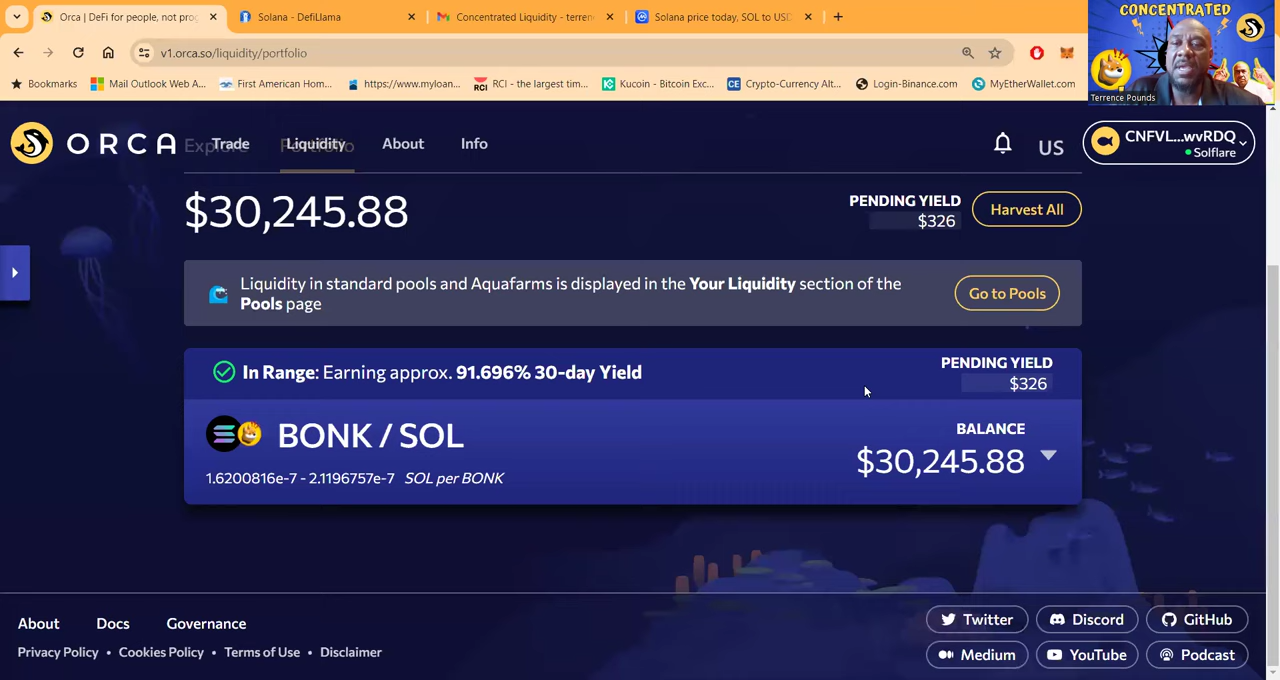 Orca | DeFi for people, not prog
Solana - DefiLlama
Concentrated Liquidity - terren
Solana price today, SOL to USD
v1.orca.so/liquidity/portfolio
Bookmarks
Mail Outlook Web A...
First American Hom...
https://www.myloan...
RCI - the largest tim...
Kucoin - Bitcoin Exc...
Crypto-Currency Alt...
Login-Binance.com
MyEtherWallet.com
CONCENTRATED
Terrence Pounds
ORCA
Explore
Portfolio
Trade
Liquidity
About
Info
US
CNFVL...wvRDQ
Solflare
$30,245.88
PENDING YIELD
$326
Harvest All
Liquidity in standard pools and Aquafarms is displayed in the Your Liquidity section of the
Pools page
Go to Pools
In Range: Earning approx. 91.696% 30-day Yield
PENDING YIELD
$326
BONK / SOL
BALANCE
$30,245.88
1.6200816e-7 - 2.1196757e-7 SOL per BONK
About
Docs
Governance
Twitter
Discord
GitHub
Privacy Policy • Cookies Policy • Terms of Use • Disclaimer
Medium
YouTube
Podcast